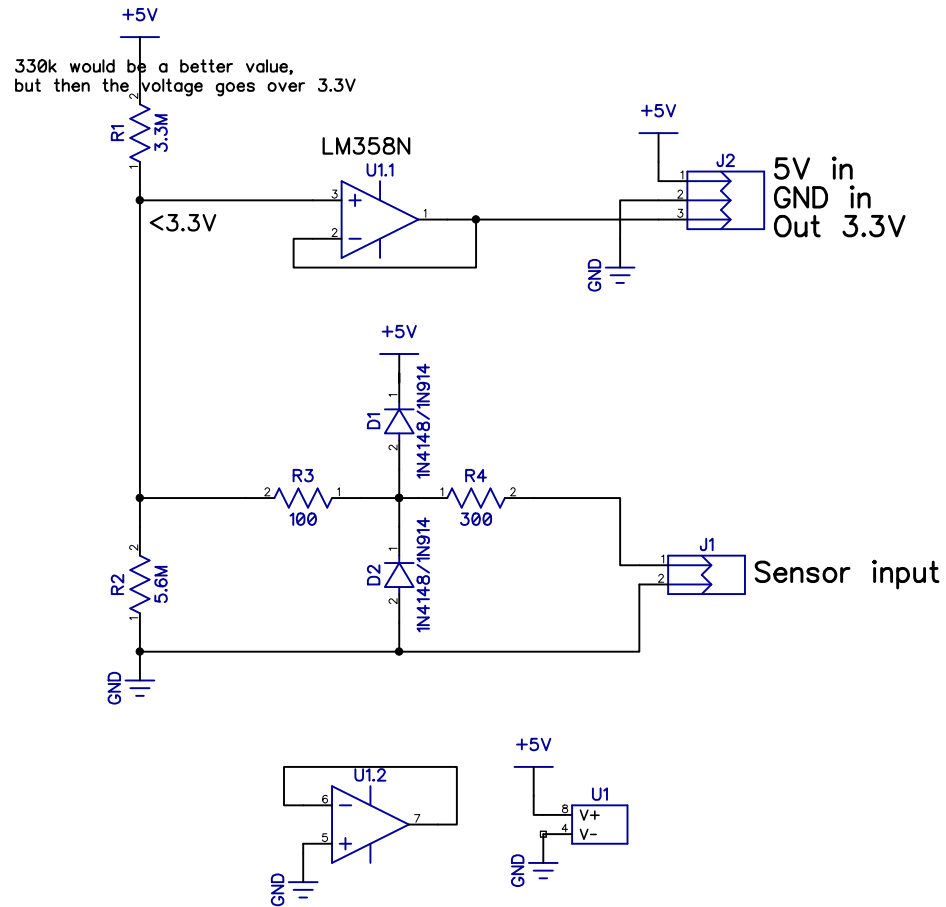 +5V
330k would be a better value,
but then the voltage goes over 3.3V
2
R1
3.3M
1
<3.3V
LM358N
U1.1
3
+
2
−
1
+5V
J2
1
2
3
5V in
GND in
Out 3.3V
GND
+5V
1
D1
1N4148/1N914
2
R3
2
1
100
R4
1
2
300
1
D2
1N4148/1N914
2
J1
1
2
Sensor input
2
R2
5.6M
1
GND
U1.2
6
−
5
+
7
GND
+5V
U1
8
V+
4
V-
GND